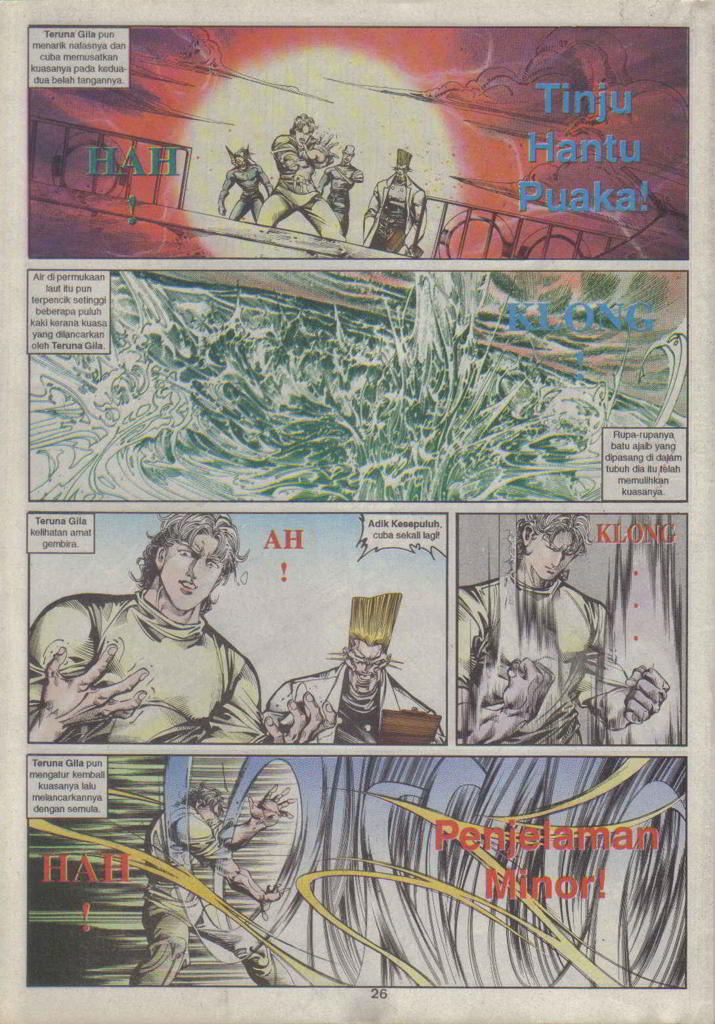 Teruna Gila pun
menarik nafasnya dan
cuba memusatkan
kuasanya pada kedua-
dua belah tangannya.
HAH
!
Tinju
Hantu
Puaka!
Air di permukaan
laut itu pun
terpencik setinggi
beberapa puluh
kaki kerana kuasa
yang dilancarkan
oleh Teruna Gila.
KLONG
!
Rupa-rupanya
batu ajaib yang
dipasang di dalam
tubuh dia itu telah
memulihkan
kuasanya.
Teruna Gila
kelihatan amat
gembira.
AH
!
Adik Kesepuluh,
cuba sekali lagi!
KLONG
.
.
.
Teruna Gila pun
mengatur kembali
kuasanya lalu
melancarkannya
dengan semula.
HAH
!
Penjelaman
Minor!
26